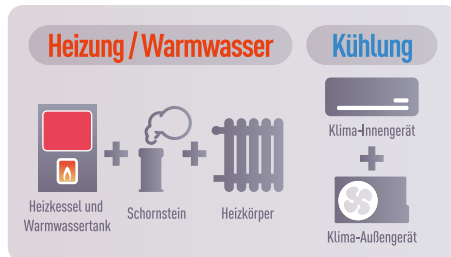 Heizung / Warmwasser
Kühlung
Klima-Innengerät
Heizkessel und
Warmwassertank
Schornstein
Heizkörper
Klima-Außengerät